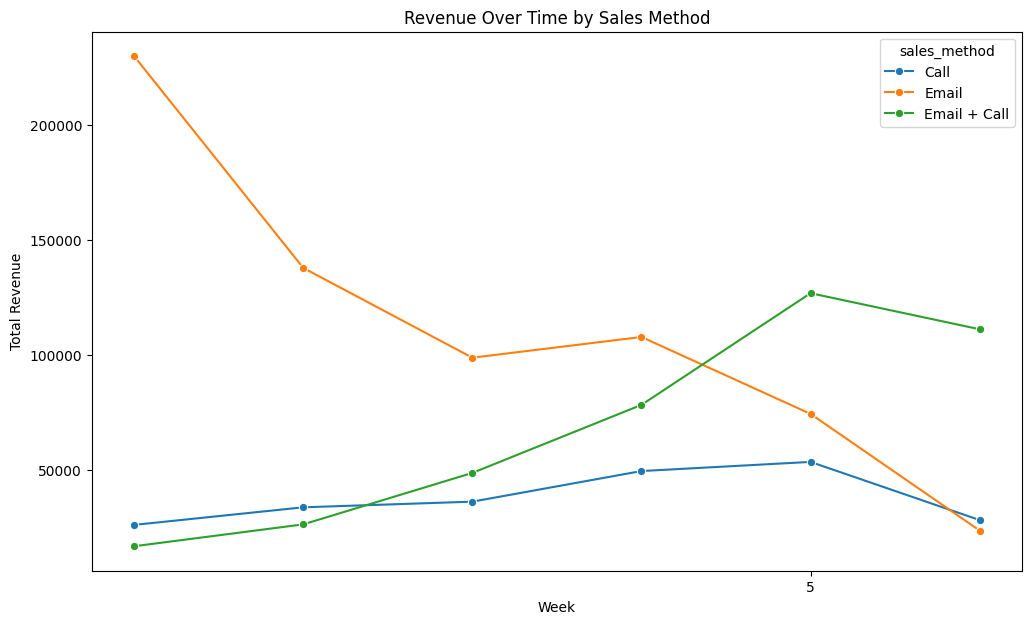 Revenue Over Time by Sales Method
sales_method
Call
Email
Email + Call
Total Revenue
200000
150000
100000
50000
5
Week